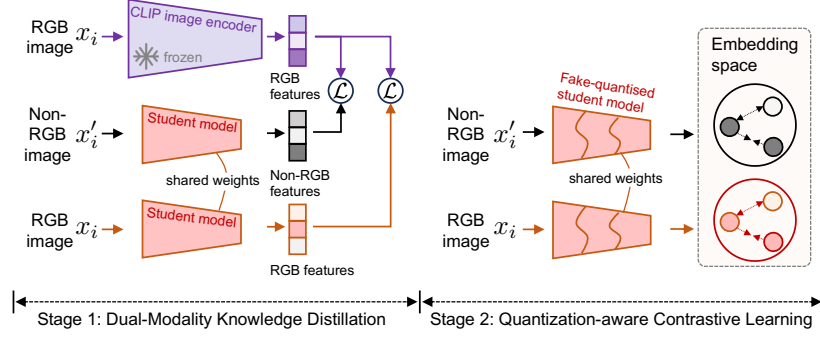 RGB
image
x_i
CLIP image encoder
frozen
RGB
features
ℒ
ℒ
Non-
RGB
image
x'_i
Student model
Non-RGB
features
shared weights
RGB
image
x_i
Student model
RGB features
Stage 1: Dual-Modality Knowledge Distillation
Non-
RGB
image
x'_i
Fake-quantised
student model
shared weights
RGB
image
x_i
Embedding
space
Stage 2: Quantization-aware Contrastive Learning